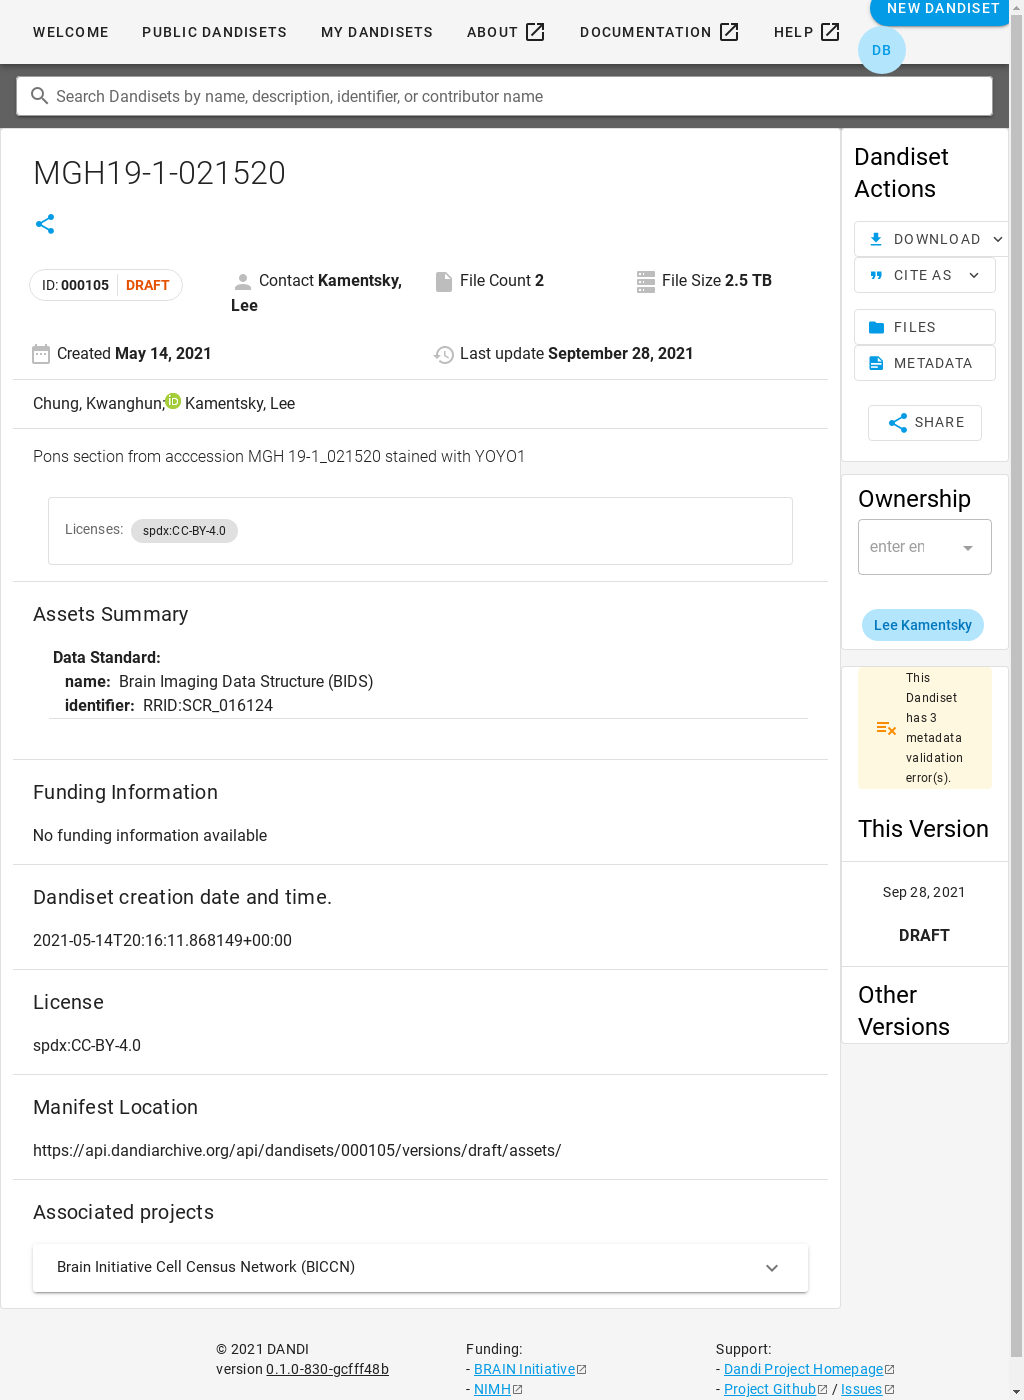 WELCOME PUBLIC DANDISETS MY DANDISETS ABOUT DOCUMENTATION HELP NEW DANDISET
DB
Search Dandisets by name, description, identifier, or contributor name
MGH19-1-021520
ID: 000105 DRAFT
Contact Kamentsky, Lee
File Count 2
File Size 2.5 TB
Created May 14, 2021
Last update September 28, 2021
Chung, Kwanghun; Kamentsky, Lee
Pons section from acccession MGH 19-1_021520 stained with YOYO1
Licenses: spdx:CC-BY-4.0
Assets Summary
Data Standard:
name: Brain Imaging Data Structure (BIDS)
identifier: RRID:SCR_016124
Funding Information
No funding information available
Dandiset creation date and time.
2021-05-14T20:16:11.868149+00:00
License
spdx:CC-BY-4.0
Manifest Location
https://api.dandiarchive.org/api/dandisets/000105/versions/draft/assets/
Associated projects
Brain Initiative Cell Census Network (BICCN)
Dandiset
Actions
DOWNLOAD
CITE AS
FILES
METADATA
SHARE
Ownership
enter en
Lee Kamentsky
This
Dandiset
has 3
metadata
validation
error(s).
This Version
Sep 28, 2021
DRAFT
Other
Versions
© 2021 DANDI
version 0.1.0-830-gcfff48b
Funding:
- BRAIN Initiative
- NIMH
Support:
- Dandi Project Homepage
- Project Github / Issues